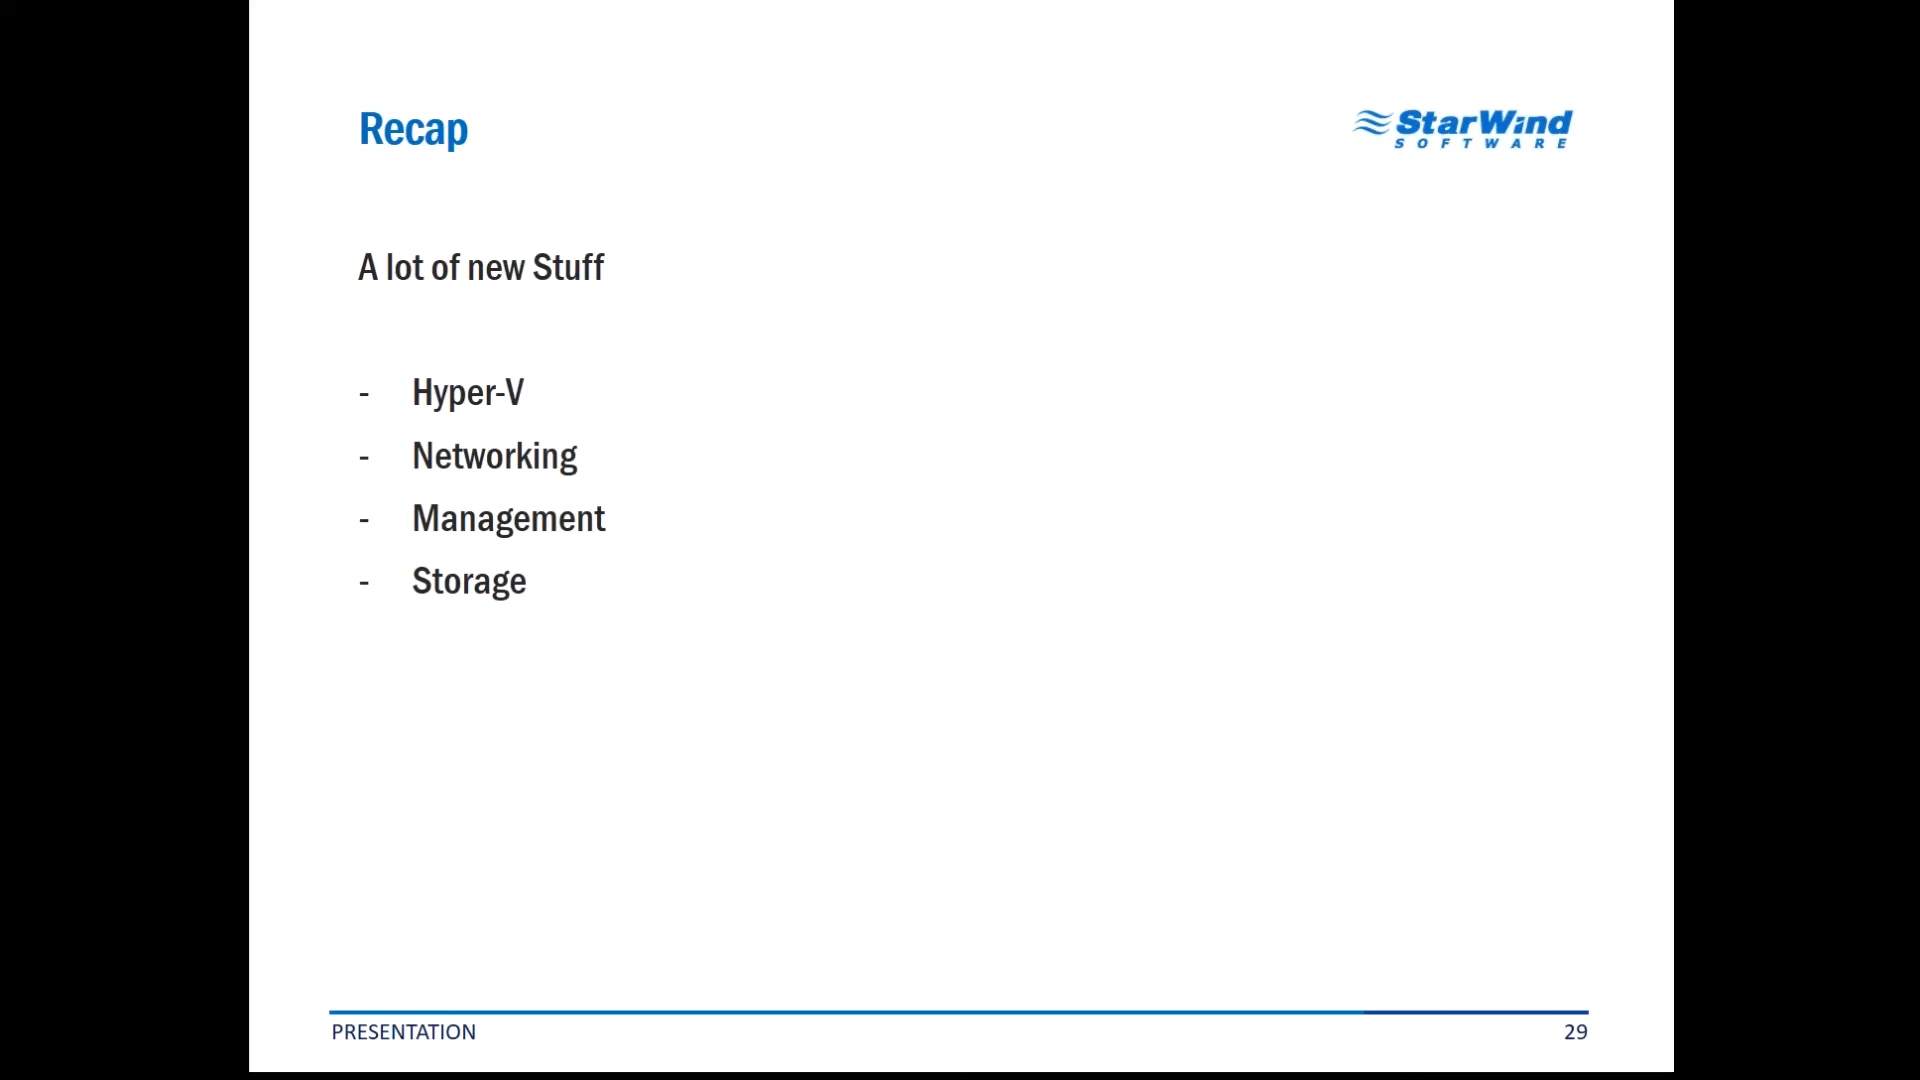 Recap
StarWind
SOFTWARE
A lot of new Stuff
- Hyper-V
- Networking
- Management
- Storage
PRESENTATION
29